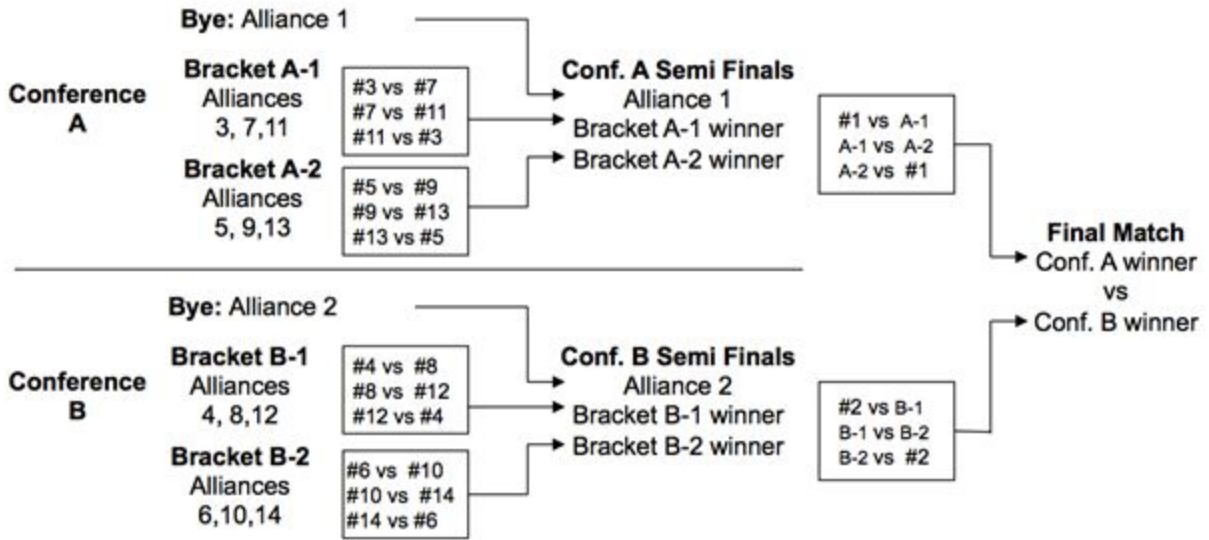 Bye: Alliance 1
Conference
A
Bracket A-1
Alliances
3, 7,11
#3 vs #7
#7 vs #11
#11 vs #3
Bracket A-2
Alliances
5, 9,13
#5 vs #9
#9 vs #13
#13 vs #5
Conf. A Semi Finals
Alliance 1
Bracket A-1 winner
Bracket A-2 winner
#1 vs A-1
A-1 vs A-2
A-2 vs #1
Final Match
Conf. A winner
vs
Conf. B winner
Bye: Alliance 2
Conference
B
Bracket B-1
Alliances
4, 8,12
#4 vs #8
#8 vs #12
#12 vs #4
Bracket B-2
Alliances
6,10,14
#6 vs #10
#10 vs #14
#14 vs #6
Conf. B Semi Finals
Alliance 2
Bracket B-1 winner
Bracket B-2 winner
#2 vs B-1
B-1 vs B-2
B-2 vs #2